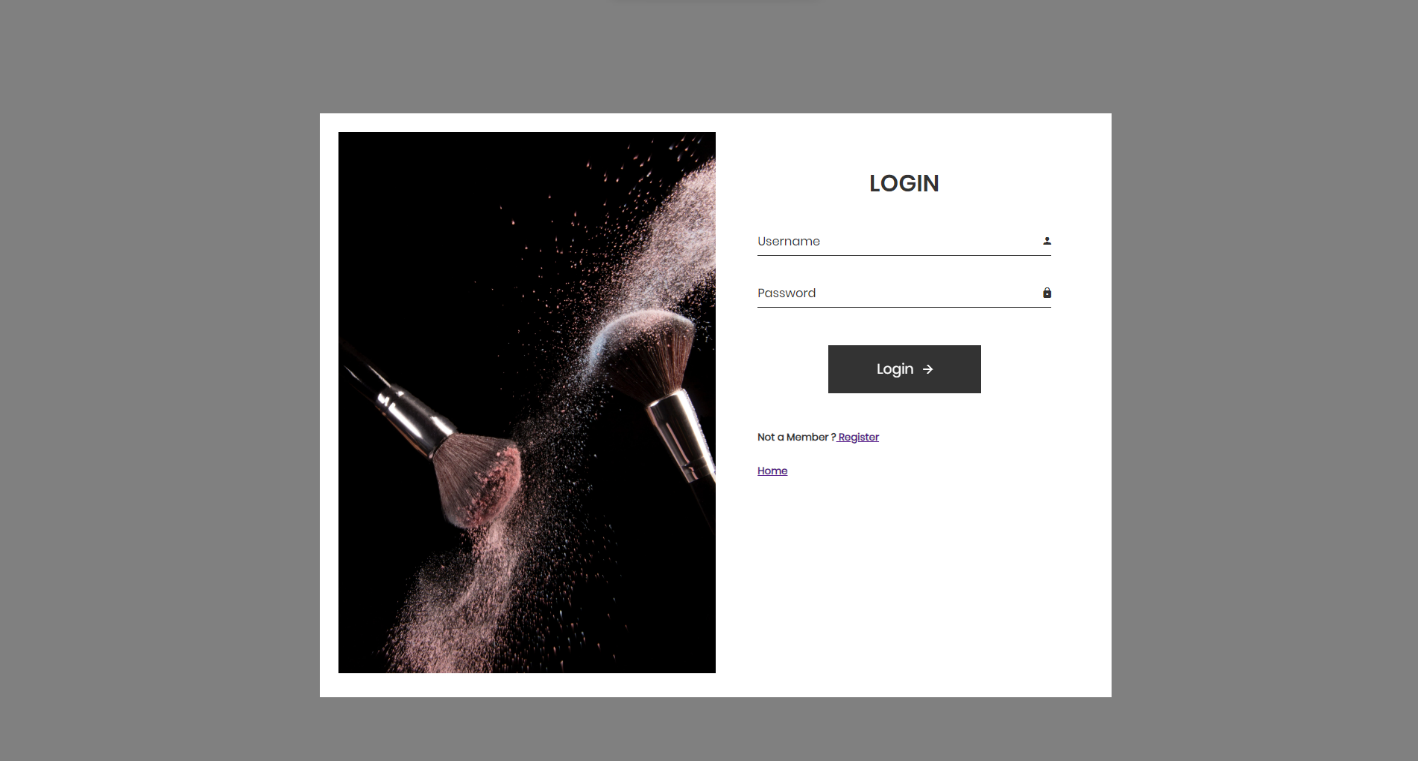 LOGIN
Username
Password
Login →
Not a Member ? Register
Home